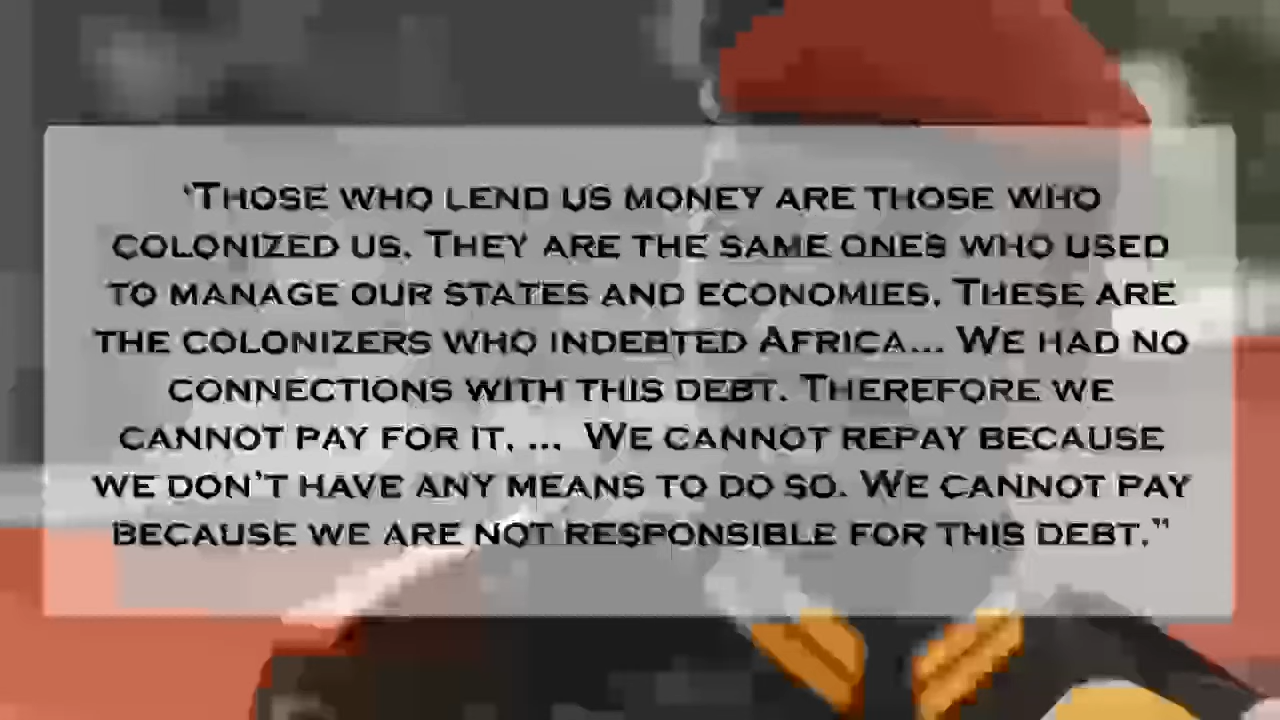 ‘Those who lend us money are those who
colonized us. They are the same ones who used
to manage our states and economies. These are
the colonizers who indebted Africa... We had no
connections with this debt. Therefore we
cannot pay for it. ... We cannot repay because
we don’t have any means to do so. We cannot pay
because we are not responsible for this debt.”